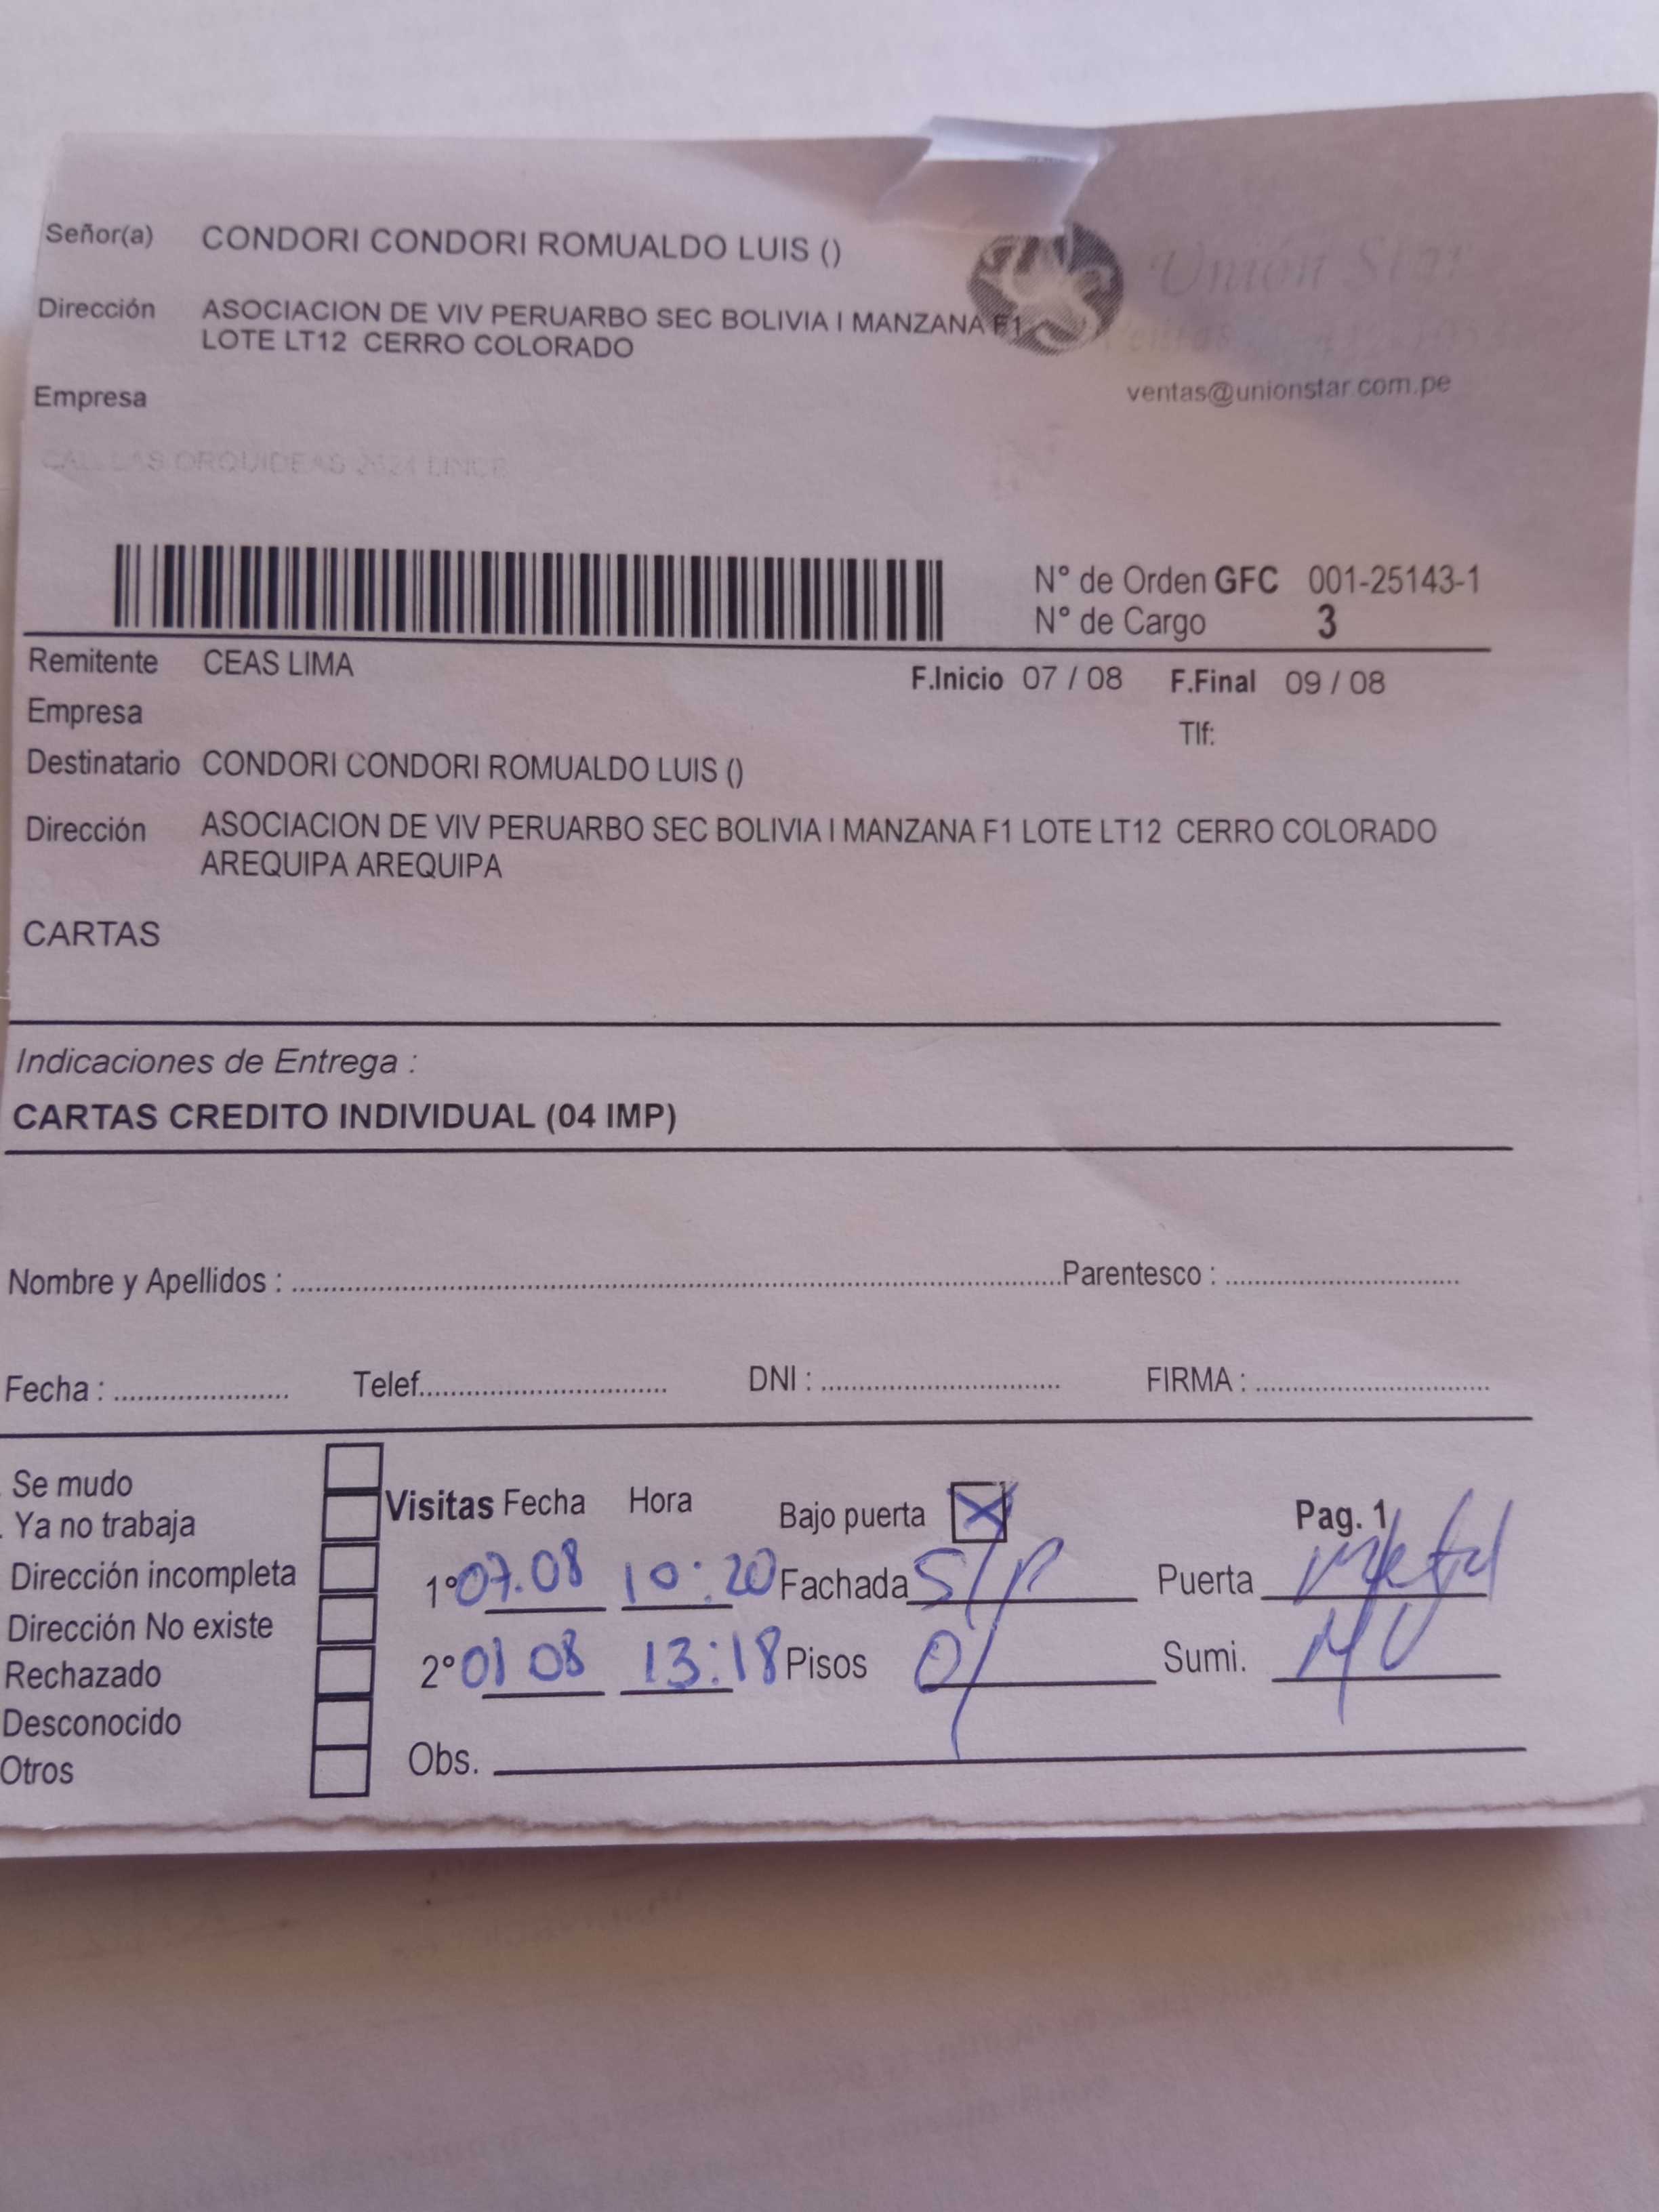 Señor(a) CONDORI CONDORI ROMUALDO LUIS ()
Unión Star
Dirección ASOCIACION DE VIV PERUARBO SEC BOLIVIA I MANZANA F1
LOTE LT12 CERRO COLORADO
ventas@unionstar.com.pe
Empresa
CAL LAS ORQUIDEAS
N° de Orden GFC 001-25143-1
N° de Cargo 3
Remitente CEAS LIMA
F.Inicio 07 / 08 F.Final 09 / 08
Empresa
Tlf:
Destinatario CONDORI CONDORI ROMUALDO LUIS ()
Dirección ASOCIACION DE VIV PERUARBO SEC BOLIVIA I MANZANA F1 LOTE LT12 CERRO COLORADO
AREQUIPA AREQUIPA
CARTAS
Indicaciones de Entrega :
CARTAS CREDITO INDIVIDUAL (04 IMP)
Nombre y Apellidos : Parentesco :
Fecha : Telef. DNI : FIRMA :
Se mudo
Ya no trabaja
Dirección incompleta
Dirección No existe
Rechazado
Desconocido
Otros
Visitas Fecha Hora Bajo puerta X Pag. 1
1° 07.08 10:20 Fachada S/P Puerta Metal
2° 01 08 13:18 Pisos Sumi.
Obs.